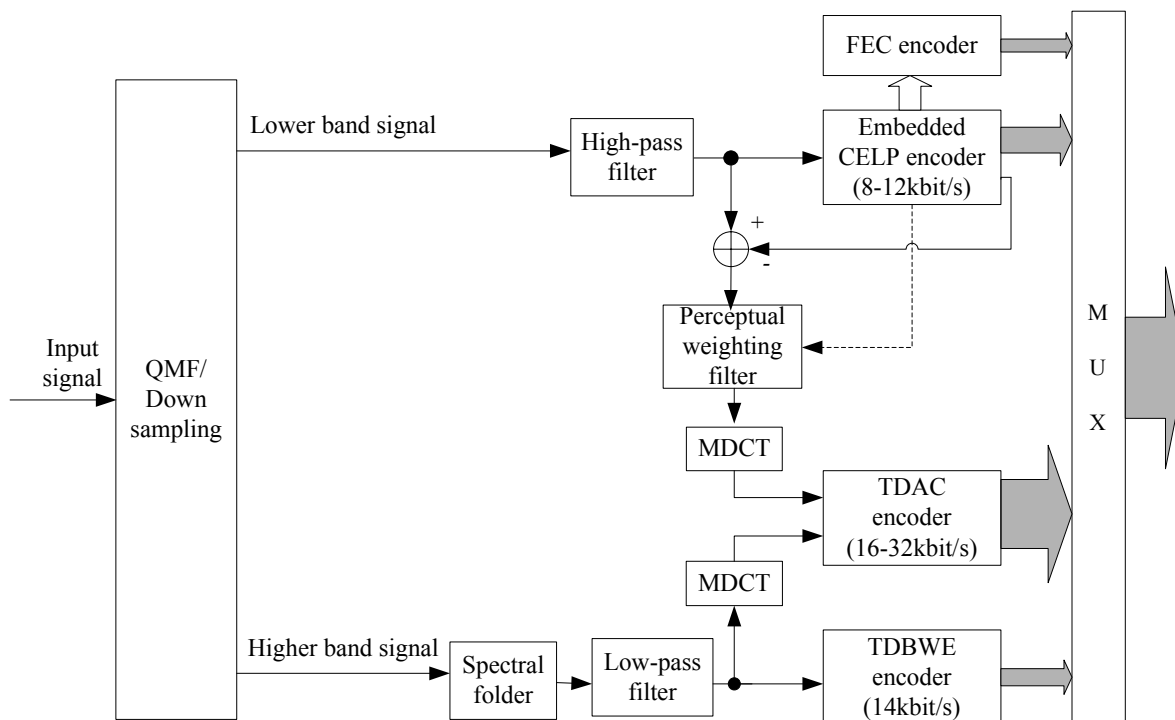 FEC encoder
Lower band signal
High-pass
filter
Embedded
CELP encoder
(8-12kbit/s)
+
-
Perceptual
weighting
filter
Input
signal
QMF/
Down
sampling
M
U
X
MDCT
TDAC
encoder
(16-32kbit/s)
MDCT
Higher band signal
Spectral
folder
Low-pass
filter
TDBWE
encoder
(14kbit/s)